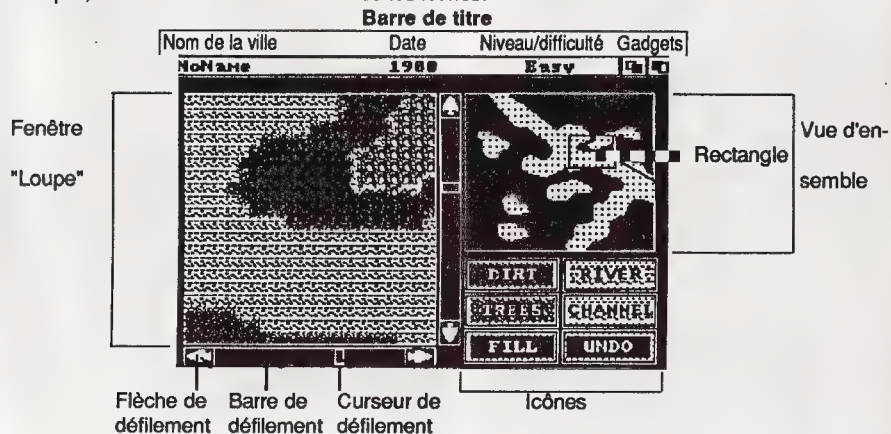 Barre de titre
Nom de la ville Date Niveau/difficulté Gadgets
NoName 1900 Easy
Fenêtre
"Loupe"
Rectangle
Vue d'en-
semble
DIRT RIVER
TREES CHANNEL
FILL UNDO
Flèche de
défilement
Barre de
défilement
Curseur de
défilement
Icônes